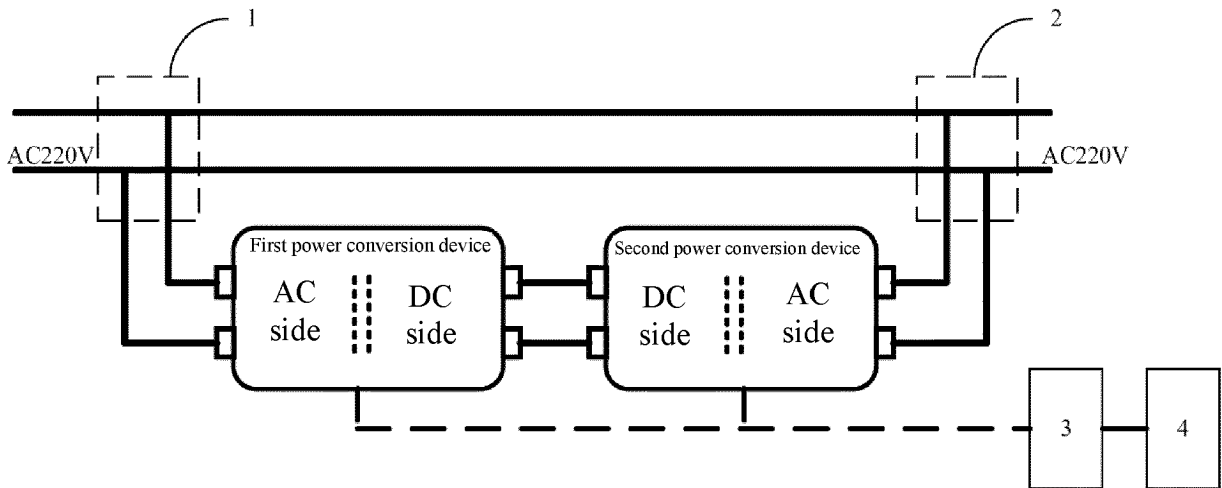 1
2
AC220V
AC220V
First power conversion device
Second power conversion device
AC
side
DC
side
DC
side
AC
side
3
4